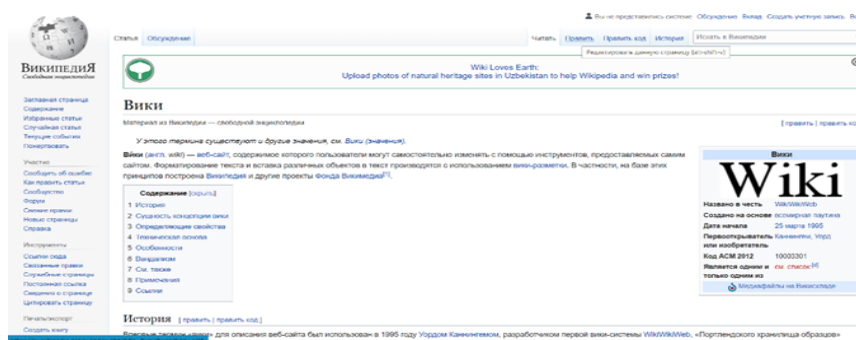 Вы не представились системе Обсуждение Вклад Создать учётную запись
Статья Обсуждение Читать Править Править код История Искать в Википедии
Редактировать данную страницу [alt-shift-v]
ВИКИПЕДИЯ
Свободная энциклопедия
Wiki Loves Earth:
Upload photos of natural heritage sites in Uzbekistan to help Wikipedia and win prizes!
Заглавная страница
Содержание
Избранные статьи
Случайная статья
Текущие события
Пожертвовать
Участие
Сообщить об ошибке
Как править статьи
Сообщество
Форум
Свежие правки
Новые страницы
Справка
Инструменты
Ссылки сюда
Связанные правки
Служебные страницы
Постоянная ссылка
Сведения о странице
Цитировать страницу
Печать/экспорт
Создать книгу
Вики
Материал из Википедии — свободной энциклопедии
[ править | править код
У этого термина существуют и другие значения, см. Вики (значения).
Ви́ки (англ. wiki) — веб-сайт, содержимое которого пользователи могут самостоятельно изменять с помощью инструментов, предоставляемых самим
сайтом. Форматирование текста и вставка различных объектов в текст производятся с использованием вики-разметки. В частности, на базе этих
принципов построена Википедия и другие проекты Фонда Викимедиа[1].
Содержание [скрыть]
1 История
2 Сущность концепции вики
3 Определяющие свойства
4 Техническая основа
5 Особенности
6 Вандализм
7 См. также
8 Примечания
9 Ссылки
Вики
Wiki
Названо в честь WikiWikiWeb
Создано на основе всемирная паутина
Дата начала 25 марта 1995
Первооткрыватель Каннингем, Уорд
или изобретатель
Код ACM 2012 10003301
Является одним и см. список:
только одним из
Медиафайлы на Викискладе
История [ править | править код ]
Впервые термин «вики» для описания веб-сайта был использован в 1995 году Уордом Каннингемом, разработчиком первой вики-системы WikiWikiWeb, «Портлендского хранилища образцов»